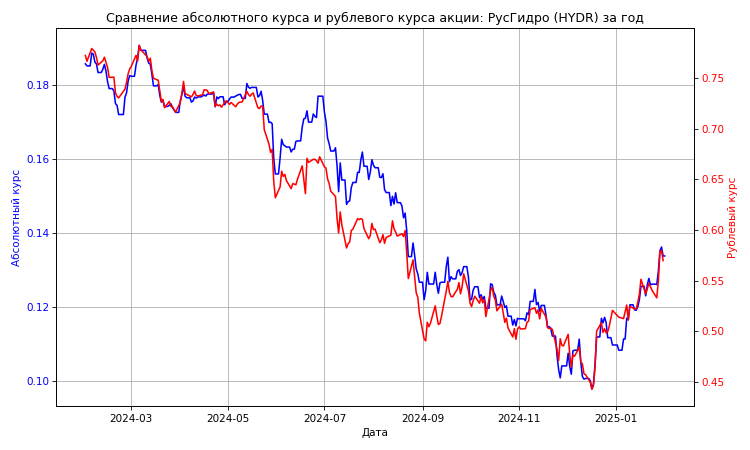 Сравнение абсолютного курса и рублевого курса акции: РусГидро (HYDR) за год
Абсолютный курс
0.18
0.16
0.14
0.12
0.10
0.75
0.70
0.65
0.60
0.55
0.50
0.45
Рублевый курс
2024-03 2024-05 2024-07 2024-09 2024-11 2025-01
Дата